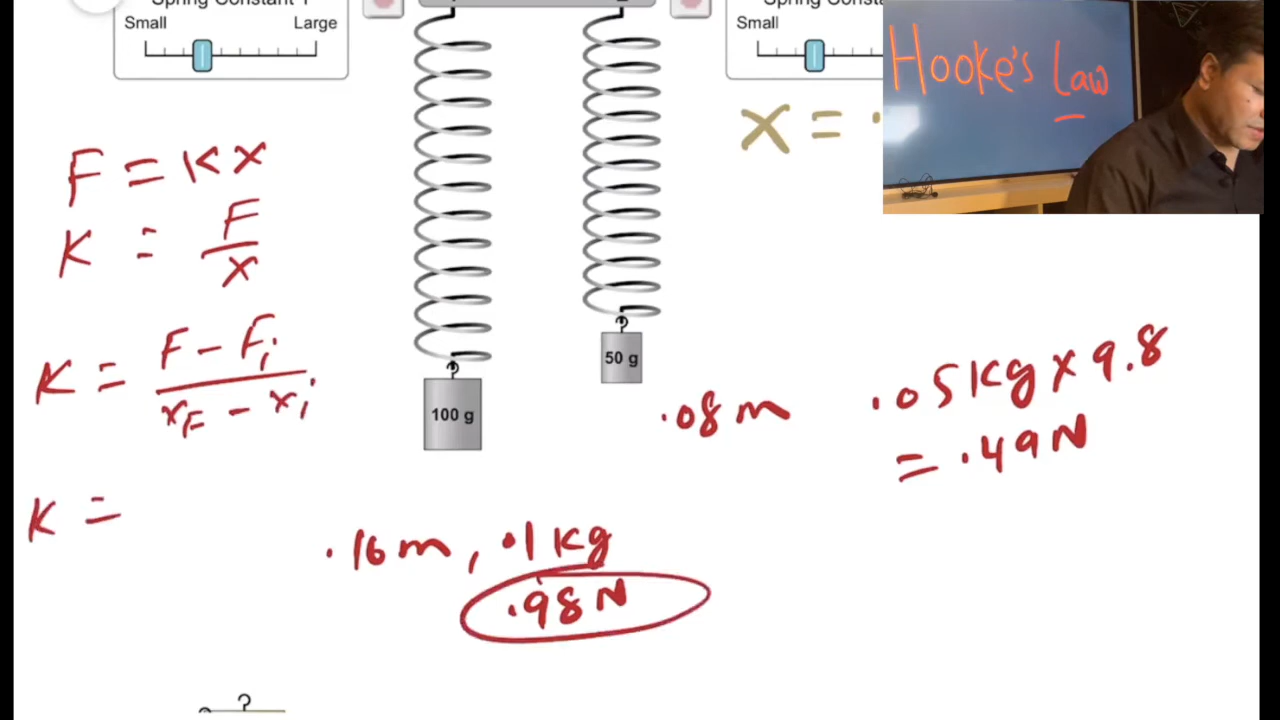 Spring Constant 1
Small Large
Spring Consta
Small
Hooke's Law
X = .
F = KX
K = F / X
K = F - Fi / xF - xi
100 g
50 g
.08 m
.05 kg x 9.8
= .49 N
K =
.16 m, .1 kg
.98 N
?